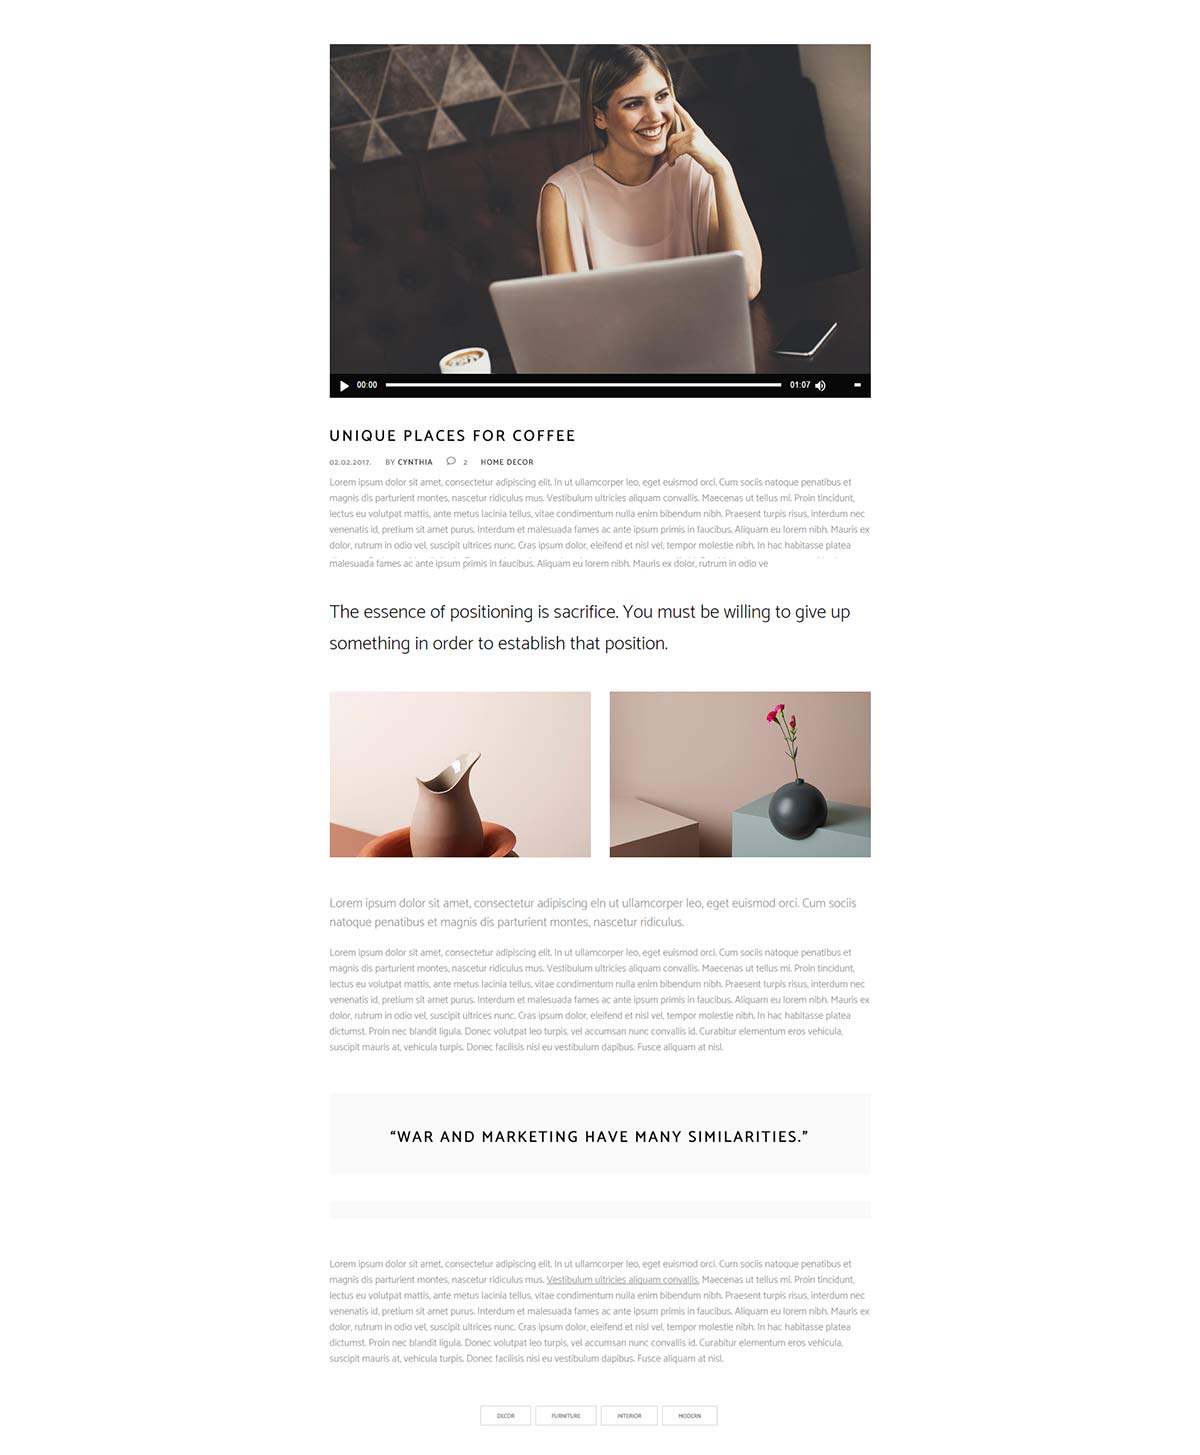 00:00 01:07
UNIQUE PLACES FOR COFFEE
02.02.2017. BY CYNTHIA 2 HOME DECOR
Lorem ipsum dolor sit amet, consectetur adipiscing elit. In ut ullamcorper leo, eget euismod orci. Cum sociis natoque penatibus et
magnis dis parturient montes, nascetur ridiculus mus. Vestibulum ultricies aliquam convallis. Maecenas ut tellus mi. Proin tincidunt,
lectus eu volutpat mattis, ante metus lacinia tellus, vitae condimentum nulla enim bibendum nibh. Praesent turpis risus, interdum nec
venenatis id, pretium sit amet purus. Interdum et malesuada fames ac ante ipsum primis in faucibus. Aliquam eu lorem nibh. Mauris ex
dolor, rutrum in odio vel, suscipit ultrices nunc. Cras ipsum dolor, eleifend et nisl vel, tempor molestie nibh. In hac habitasse platea
malesuada fames ac ante ipsum primis in faucibus. Aliquam eu lorem nibh. Mauris ex dolor, rutrum in odio ve
The essence of positioning is sacrifice. You must be willing to give up
something in order to establish that position.
Lorem ipsum dolor sit amet, consectetur adipiscing eln ut ullamcorper leo, eget euismod orci. Cum sociis
natoque penatibus et magnis dis parturient montes, nascetur ridiculus.
Lorem ipsum dolor sit amet, consectetur adipiscing elit. In ut ullamcorper leo, eget euismod orci. Cum sociis natoque penatibus et
magnis dis parturient montes, nascetur ridiculus mus. Vestibulum ultricies aliquam convallis. Maecenas ut tellus mi. Proin tincidunt,
lectus eu volutpat mattis, ante metus lacinia tellus, vitae condimentum nulla enim bibendum nibh. Praesent turpis risus, interdum nec
venenatis id, pretium sit amet purus. Interdum et malesuada fames ac ante ipsum primis in faucibus. Aliquam eu lorem nibh. Mauris ex
dolor, rutrum in odio vel, suscipit ultrices nunc. Cras ipsum dolor, eleifend et nisl vel, tempor molestie nibh. In hac habitasse platea
dictumst. Proin nec blandit ligula. Donec volutpat leo turpis, vel accumsan nunc convallis id. Curabitur elementum eros vehicula,
suscipit mauris at, vehicula turpis. Donec facilisis nisi eu vestibulum dapibus. Fusce aliquam at nisl.
“WAR AND MARKETING HAVE MANY SIMILARITIES.”
Lorem ipsum dolor sit amet, consectetur adipiscing elit. In ut ullamcorper leo, eget euismod orci. Cum sociis natoque penatibus et
magnis dis parturient montes, nascetur ridiculus mus. Vestibulum ultricies aliquam convallis. Maecenas ut tellus mi. Proin tincidunt,
lectus eu volutpat mattis, ante metus lacinia tellus, vitae condimentum nulla enim bibendum nibh. Praesent turpis risus, interdum nec
venenatis id, pretium sit amet purus. Interdum et malesuada fames ac ante ipsum primis in faucibus. Aliquam eu lorem nibh. Mauris ex
dolor, rutrum in odio vel, suscipit ultrices nunc. Cras ipsum dolor, eleifend et nisl vel, tempor molestie nibh. In hac habitasse platea
dictumst. Proin nec blandit ligula. Donec volutpat leo turpis, vel accumsan nunc convallis id. Curabitur elementum eros vehicula,
suscipit mauris at, vehicula turpis. Donec facilisis nisi eu vestibulum dapibus. Fusce aliquam at nisl.
DECOR FURNITURE INTERIOR MODERN